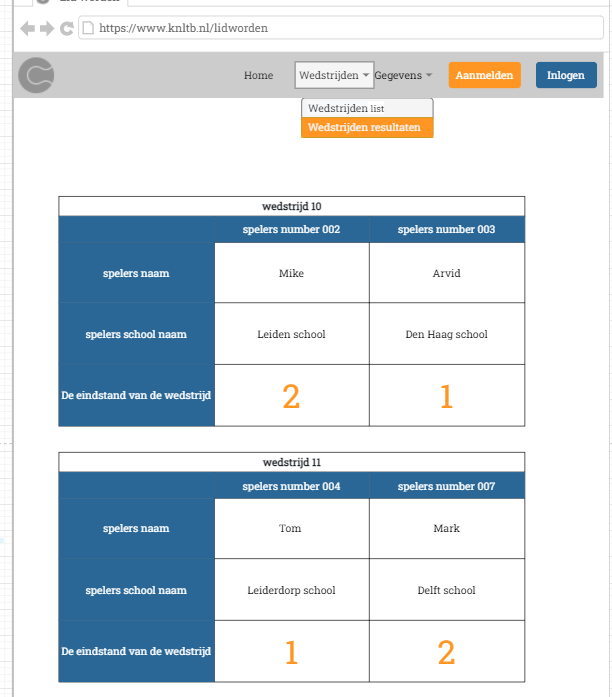 https://www.knltb.nl/lidworden
Home Wedstrijden Gegevens Aanmelden Inlogen
Wedstrijden list
Wedstrijden resultaten
wedstrijd 10
spelers number 002 spelers number 003
spelers naam Mike Arvid
spelers school naam Leiden school Den Haag school
De eindstand van de wedstrijd 2 1
wedstrijd 11
spelers number 004 spelers number 007
spelers naam Tom Mark
spelers school naam Leiderdorp school Delft school
De eindstand van de wedstrijd 1 2